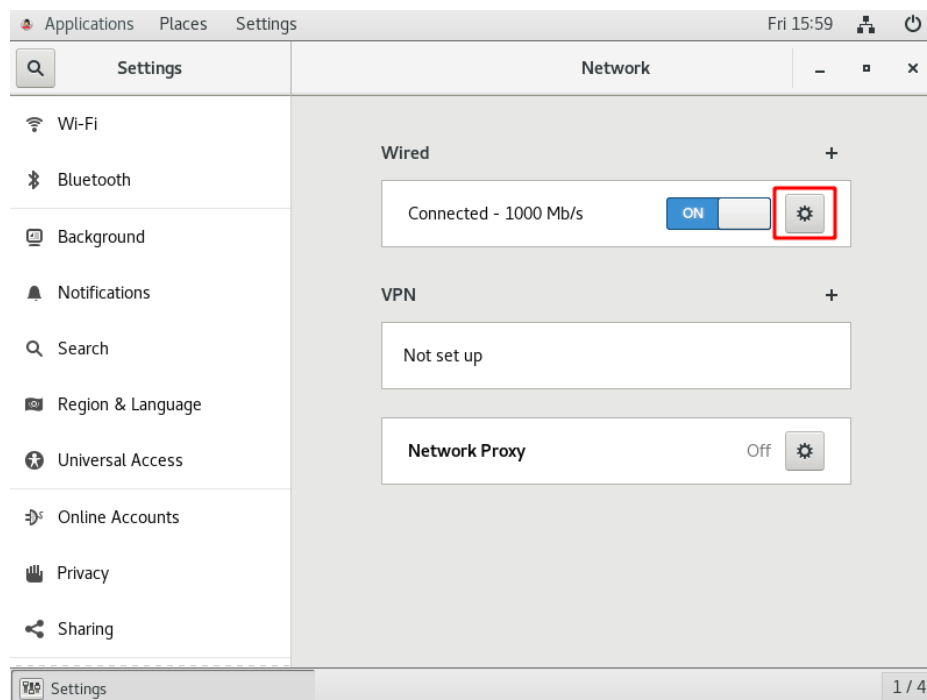 Applications Places Settings Fri 15:59
Settings Network
Wi-Fi
Bluetooth
Background
Notifications
Search
Region & Language
Universal Access
Online Accounts
Privacy
Sharing
Wired +
Connected - 1000 Mb/s ON
VPN +
Not set up
Network Proxy Off
Settings 1 / 4